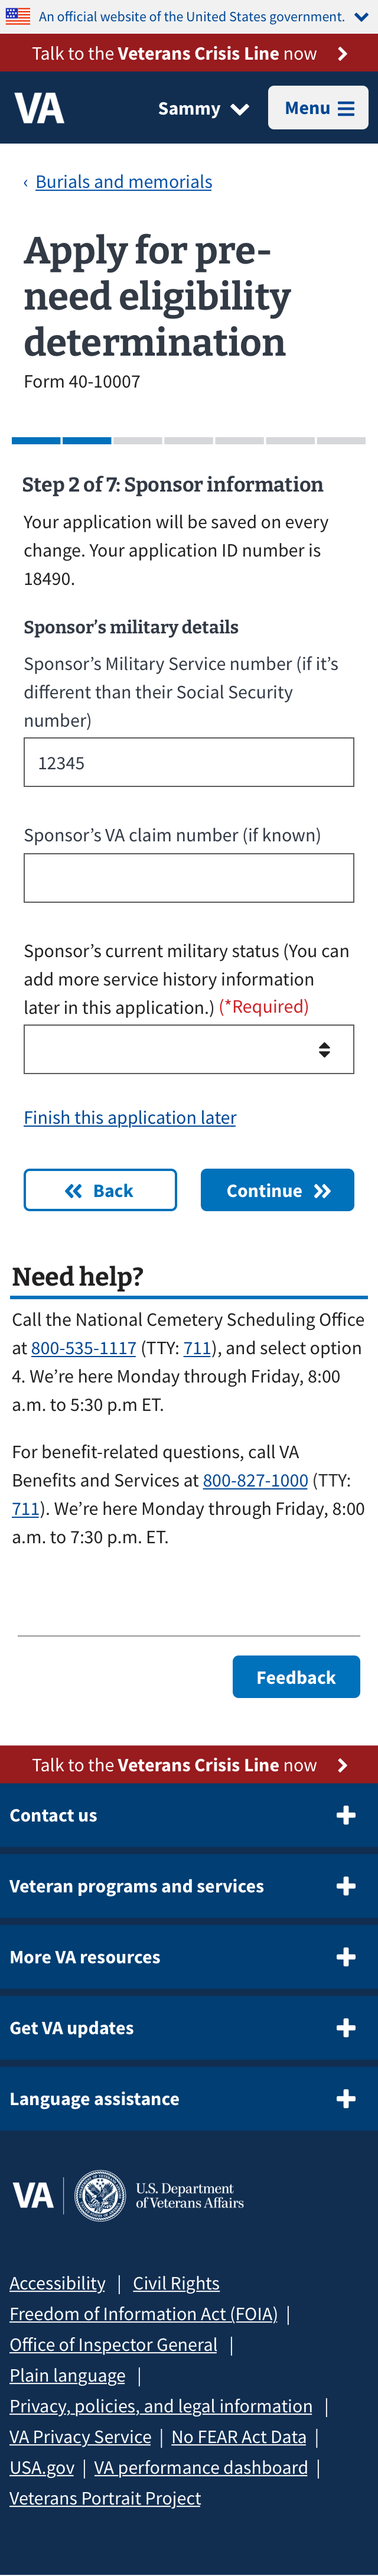 An official website of the United States government.
Talk to the Veterans Crisis Line now
VA
Sammy
Menu
‹ Burials and memorials
Apply for pre-
need eligibility
determination
Form 40-10007
Step 2 of 7: Sponsor information
Your application will be saved on every
change. Your application ID number is
18490.
Sponsor’s military details
Sponsor’s Military Service number (if it’s
different than their Social Security
number)
12345
Sponsor’s VA claim number (if known)
Sponsor’s current military status (You can
add more service history information
later in this application.) (*Required)
Finish this application later
Back
Continue
Need help?
Call the National Cemetery Scheduling Office
at 800-535-1117 (TTY: 711), and select option
4. We’re here Monday through Friday, 8:00
a.m. to 5:30 p.m ET.
For benefit-related questions, call VA
Benefits and Services at 800-827-1000 (TTY:
711). We’re here Monday through Friday, 8:00
a.m. to 7:30 p.m. ET.
Feedback
Talk to the Veterans Crisis Line now
Contact us
Veteran programs and services
More VA resources
Get VA updates
Language assistance
VA | U.S. Department
of Veterans Affairs
Accessibility | Civil Rights
Freedom of Information Act (FOIA) |
Office of Inspector General |
Plain language |
Privacy, policies, and legal information |
VA Privacy Service | No FEAR Act Data |
USA.gov | VA performance dashboard |
Veterans Portrait Project